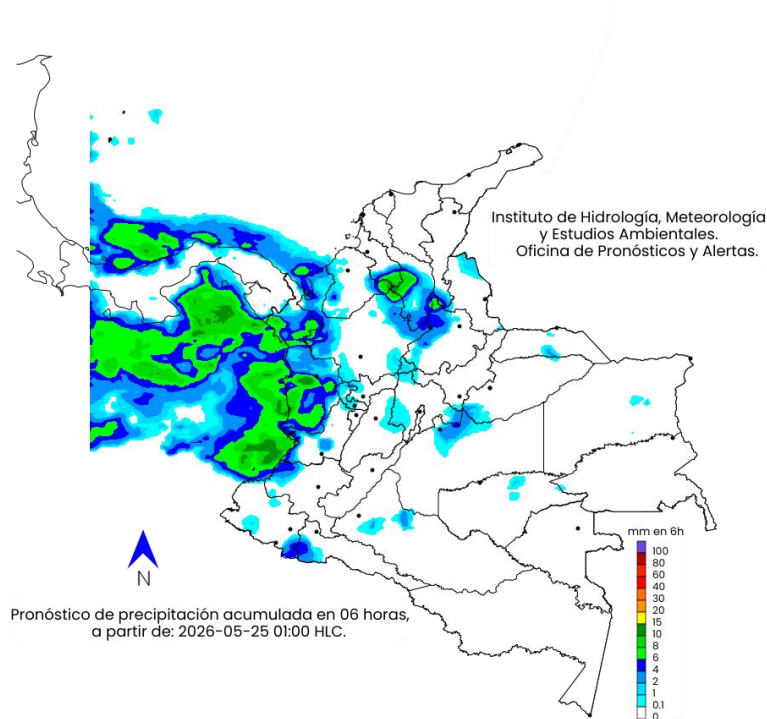 Instituto de Hidrología, Meteorología
y Estudios Ambientales.
Oficina de Pronósticos y Alertas.
mm en 6h
100
80
60
40
30
20
15
10
8
6
4
2
1
0.1
0
N
Pronóstico de precipitación acumulada en 06 horas,
a partir de: 2026-05-25 01:00 HLC.